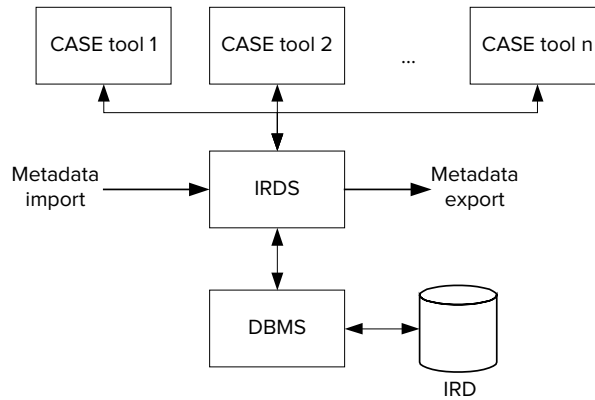 CASE tool 1
CASE tool 2
...
CASE tool n
Metadata
import
IRDS
Metadata
export
DBMS
IRD